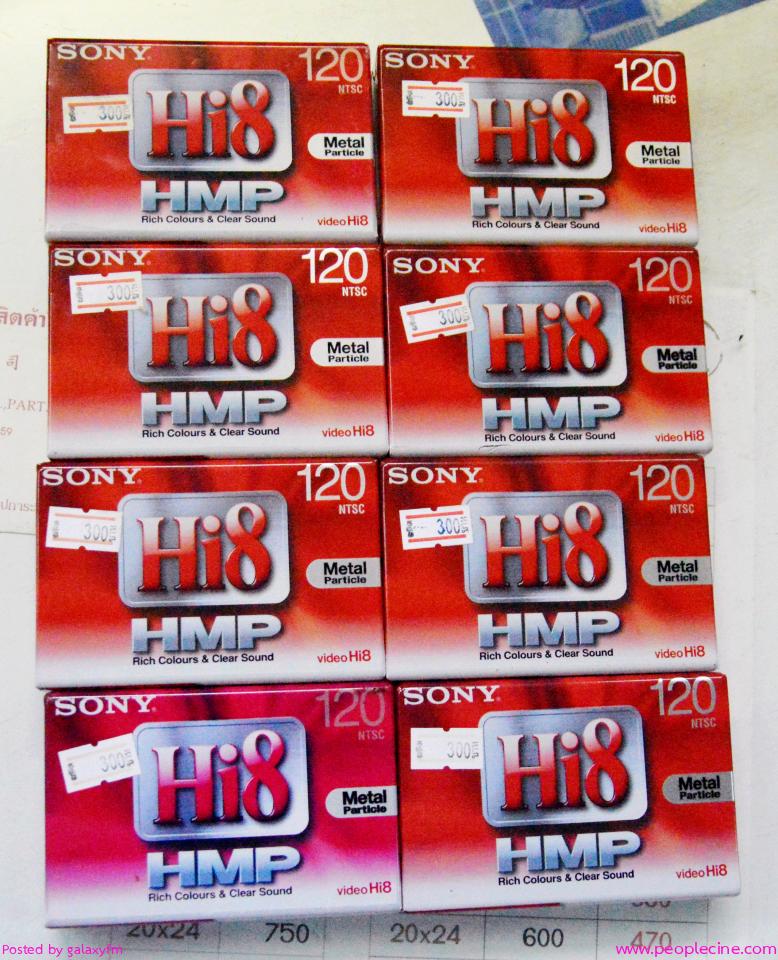 SONY 120 NTSC
300
Hi8
Metal
Particle
HMP
Rich Colours & Clear Sound
video Hi8
SONY 120 NTSC
300
Hi8
Metal
Particle
HMP
Rich Colours & Clear Sound
video Hi8
SONY 120 NTSC
300
Hi8
Metal
Particle
HMP
Rich Colours & Clear Sound
video Hi8
SONY 120 NTSC
300
Hi8
Metal
Particle
HMP
Rich Colours & Clear Sound
video Hi8
SONY 120 NTSC
300
Hi8
Metal
Particle
HMP
Rich Colours & Clear Sound
video Hi8
SONY 120 NTSC
300
Hi8
Metal
Particle
HMP
Rich Colours & Clear Sound
video Hi8
SONY 120 NTSC
300
Hi8
Metal
Particle
HMP
Rich Colours & Clear Sound
video Hi8
SONY 120 NTSC
300
Hi8
Metal
Particle
HMP
Rich Colours & Clear Sound
video Hi8
,PART.
59
20x24 750 20x24 600 470
Posted by galaxyfm
www.peoplecine.com